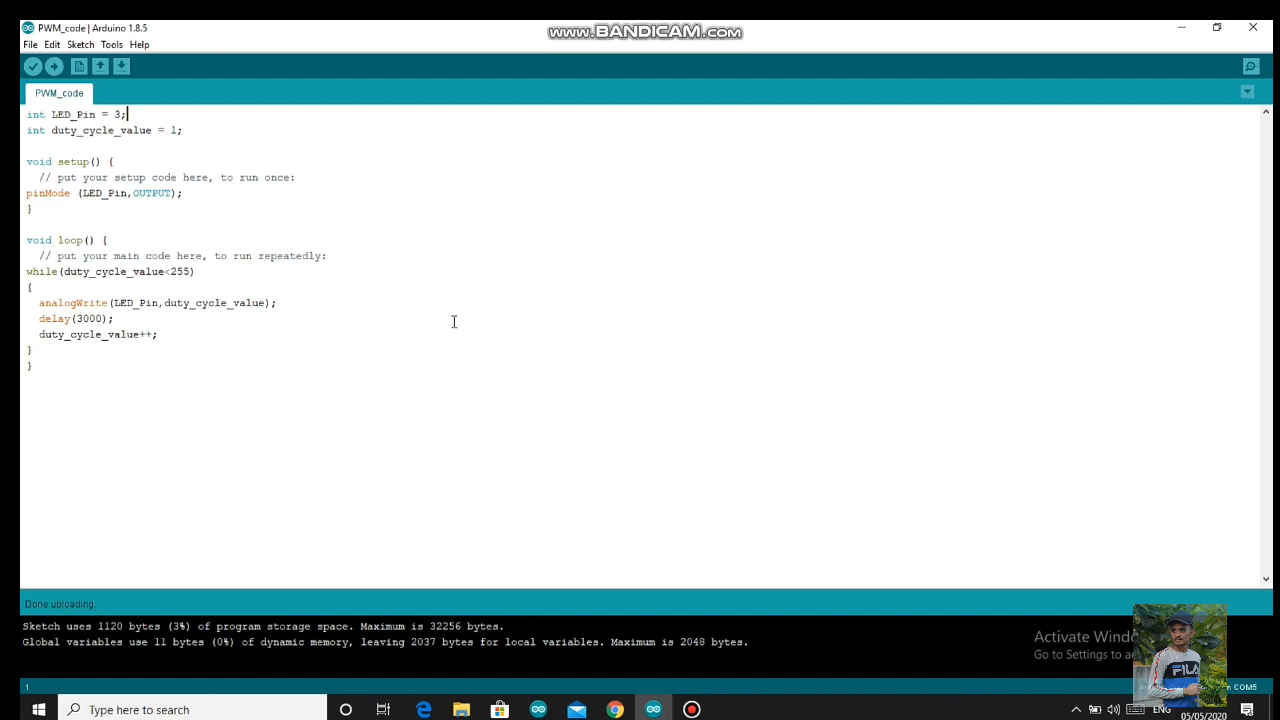 PWM_code | Arduino 1.8.5
www.BANDICAM.com
File Edit Sketch Tools Help
PWM_code
int LED_Pin = 3;
int duty_cycle_value = 1;
void setup() {
// put your setup code here, to run once:
pinMode (LED_Pin,OUTPUT);
}
void loop() {
// put your main code here, to run repeatedly:
while(duty_cycle_value<255)
{
analogWrite(LED_Pin,duty_cycle_value);
delay(3000);
duty_cycle_value++;
}
}
Done uploading.
Sketch uses 1120 bytes (3%) of program storage space. Maximum is 32256 bytes.
Global variables use 11 bytes (0%) of dynamic memory, leaving 2037 bytes for local variables. Maximum is 2048 bytes.
Activate Windo
Go to Settings to a
FILA
1
COM5
Type here to search
ENG
05/05/2020